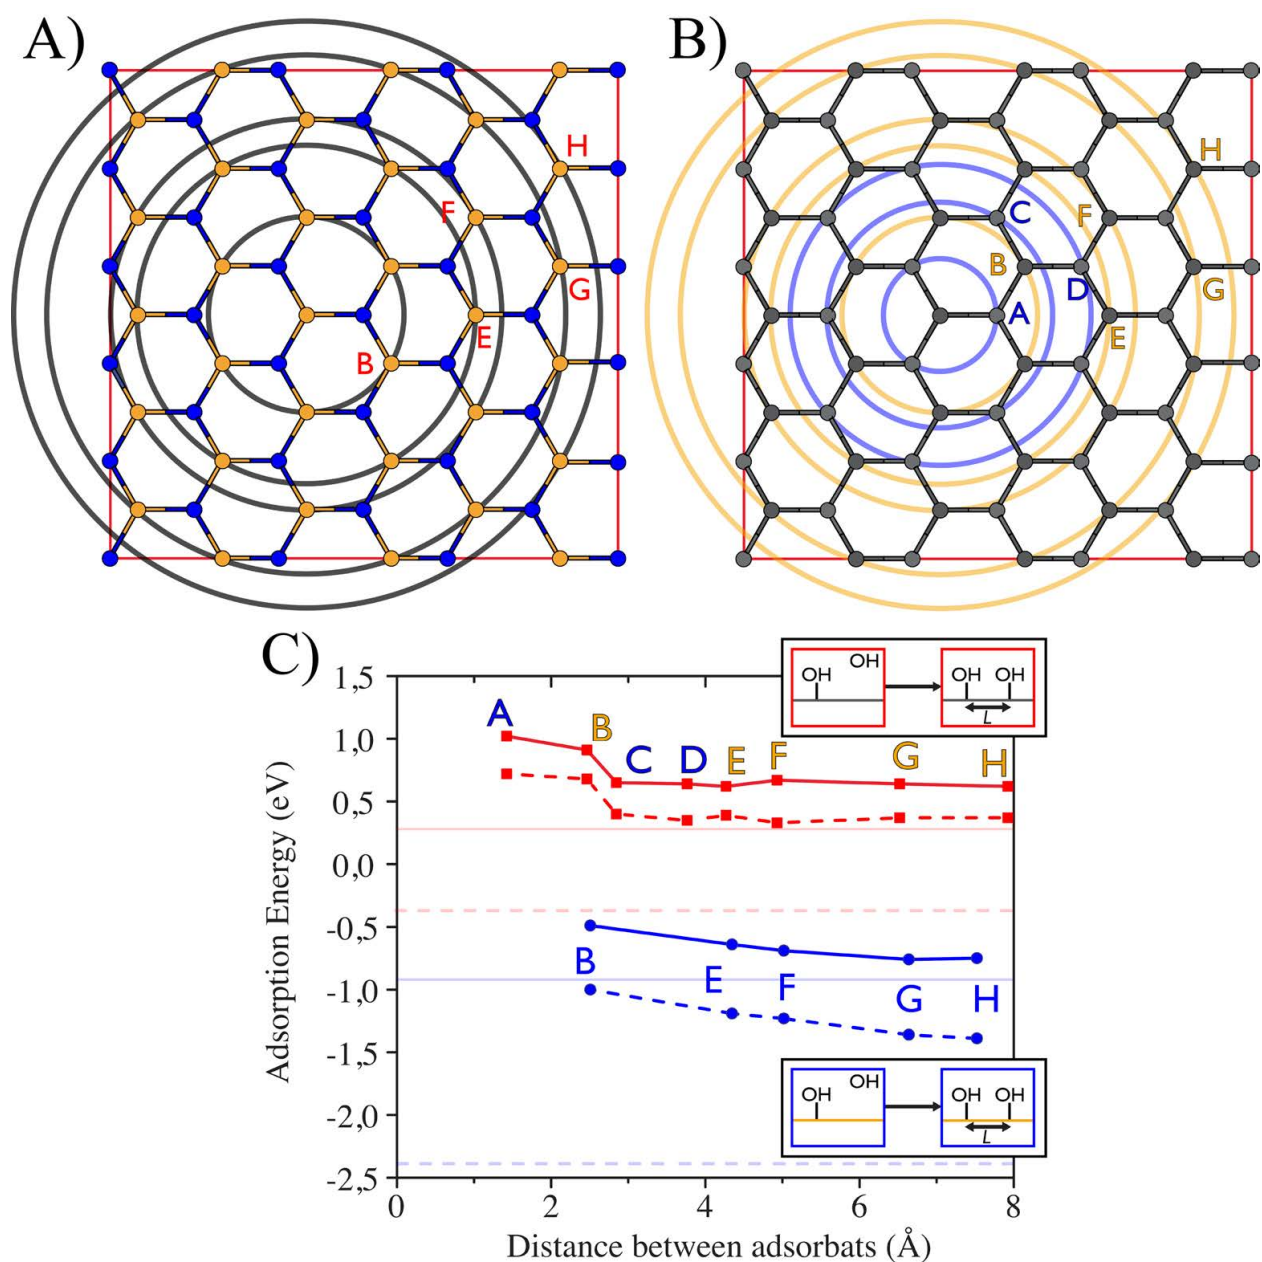 A)
H
F
G
E
B
B)
H
C
F
B
D
G
A
E
C)
OH OH
OH OH
L
1,5
1,0
0,5
0,0
-0,5
-1,0
-1,5
-2,0
-2,5
Adsorption Energy (eV)
A
B
C
D
E
F
G
H
B
E
F
G
H
OH OH
OH OH
L
0 2 4 6 8
Distance between adsorbats (Å)